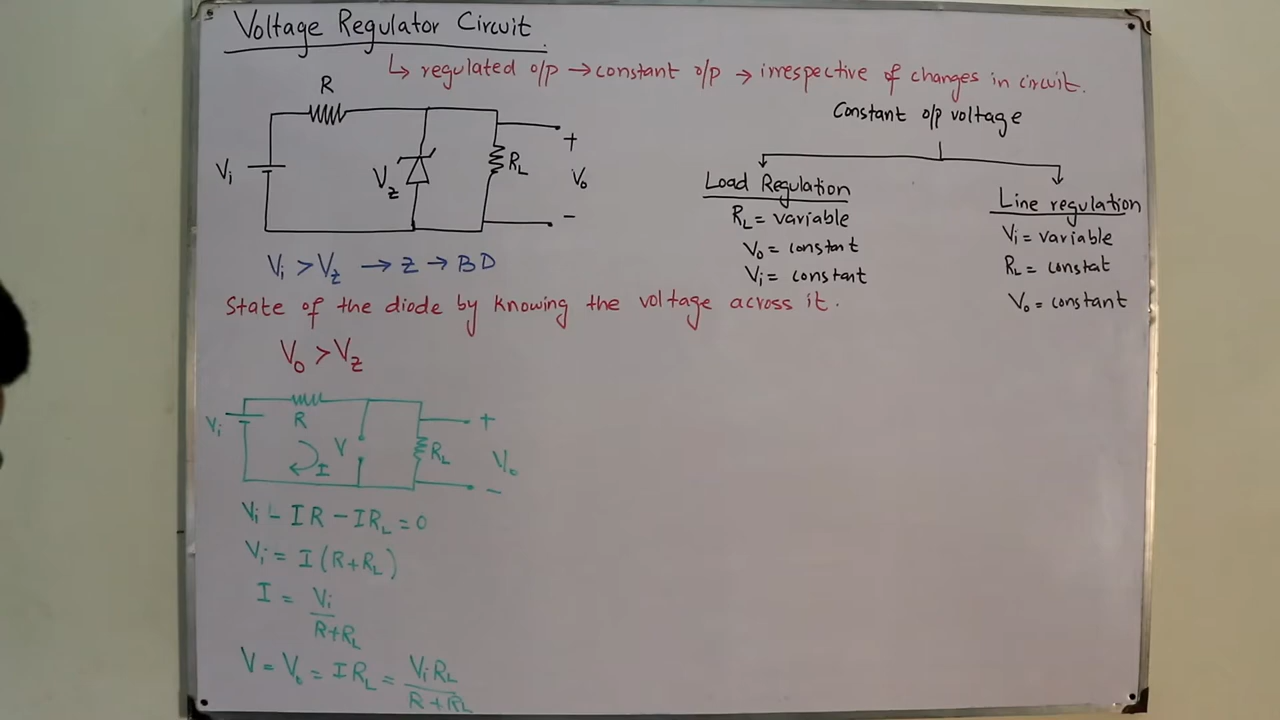 Voltage Regulator Circuit
↳ regulated o/p → constant o/p → irrespective of changes in circuit.
R
Vi
VZ
RL
+
Vo
−
Vi > VZ → Z → BD
State of the diode by knowing the voltage across it.
Vo > VZ
Constant o/p voltage
Load Regulation
RL = variable
Vo = constant
Vi = constant
Line regulation
Vi = variable
RL = constat
Vo = constant
Vi
R
I
V
RL
+
Vo
−
Vi - IR - IRL = 0
Vi = I(R+RL)
I = Vi / R+RL
V = Vo = IRL = ViRL / R+RL